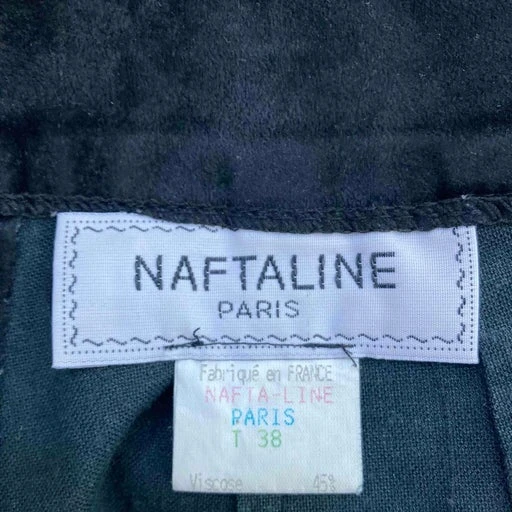 NAFTALINE
PARIS
Fabriqué en FRANCE
NAFTA-LINE
PARIS
T 38
Viscose 45%